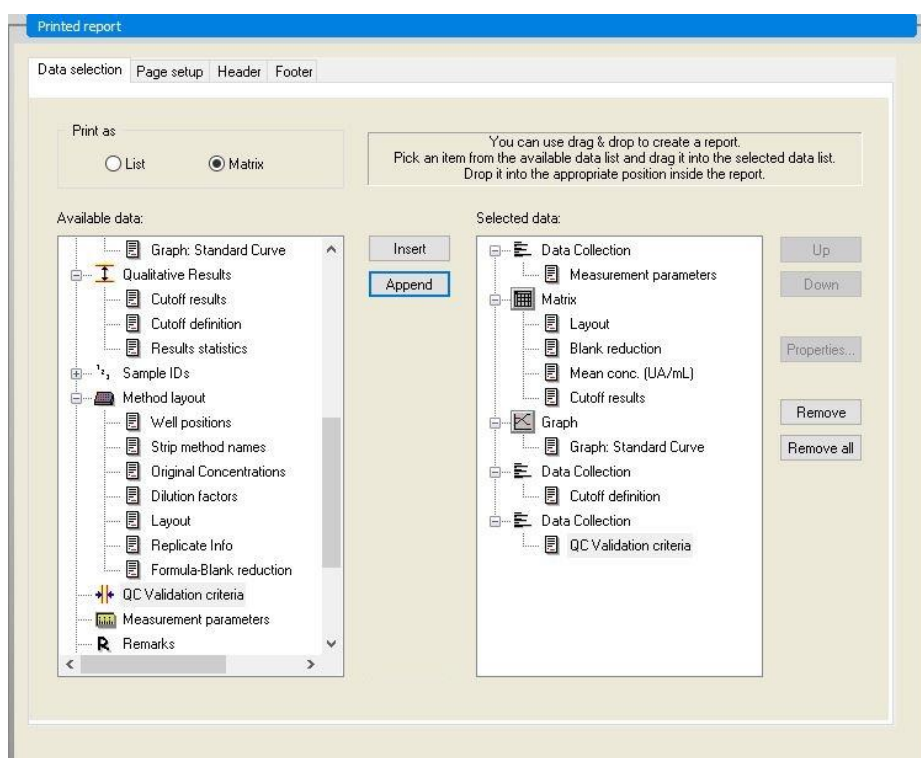 Printed report
Data selection Page setup Header Footer
Print as
List Matrix
You can use drag & drop to create a report.
Pick an item from the available data list and drag it into the selected data list.
Drop it into the appropriate position inside the report.
Available data:
Graph: Standard Curve
Qualitative Results
Cutoff results
Cutoff definition
Results statistics
Sample IDs
Method layout
Well positions
Strip method names
Original Concentrations
Dilution factors
Layout
Replicate Info
Formula-Blank reduction
QC Validation criteria
Measurement parameters
R Remarks
Insert
Append
Selected data:
Data Collection
Measurement parameters
Matrix
Layout
Blank reduction
Mean conc. (UA/mL)
Cutoff results
Graph
Graph: Standard Curve
Data Collection
Cutoff definition
Data Collection
QC Validation criteria
Up
Down
Properties...
Remove
Remove all